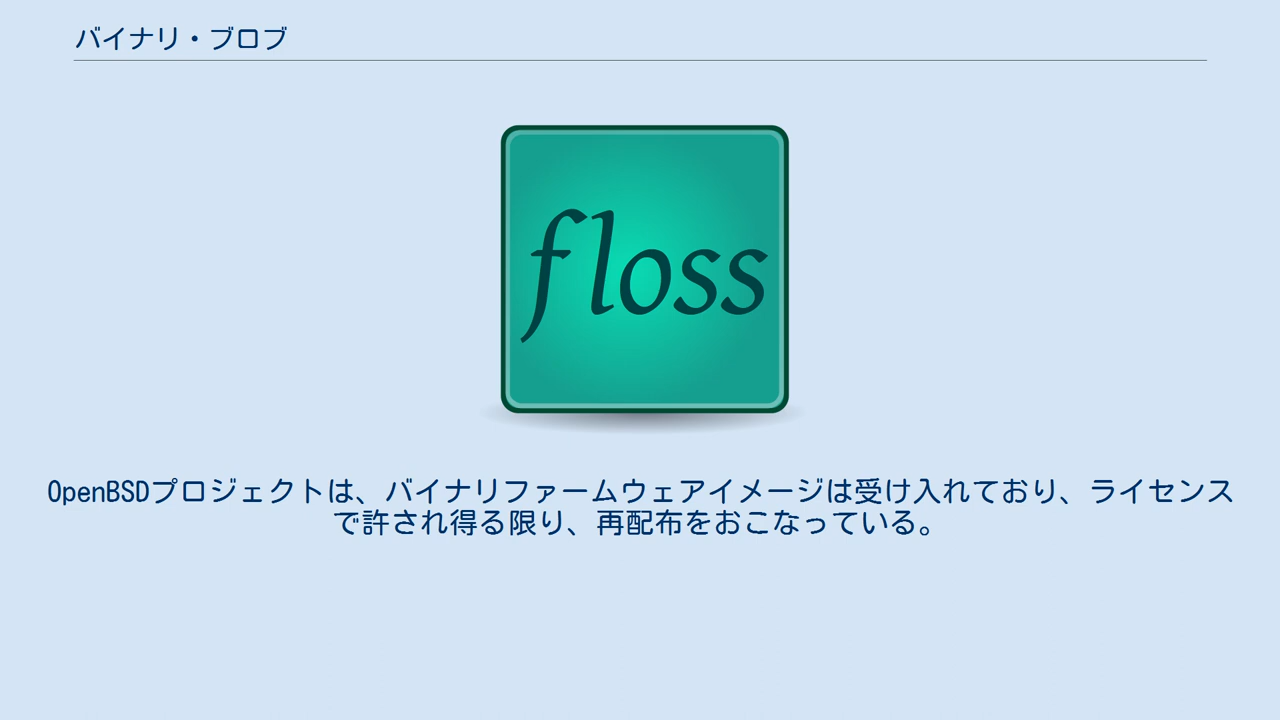 バイナリ・ブロブ
floss
OpenBSDプロジェクトは、バイナリファームウェアイメージは受け入れており、ライセンス
で許され得る限り、再配布をおこなっている。